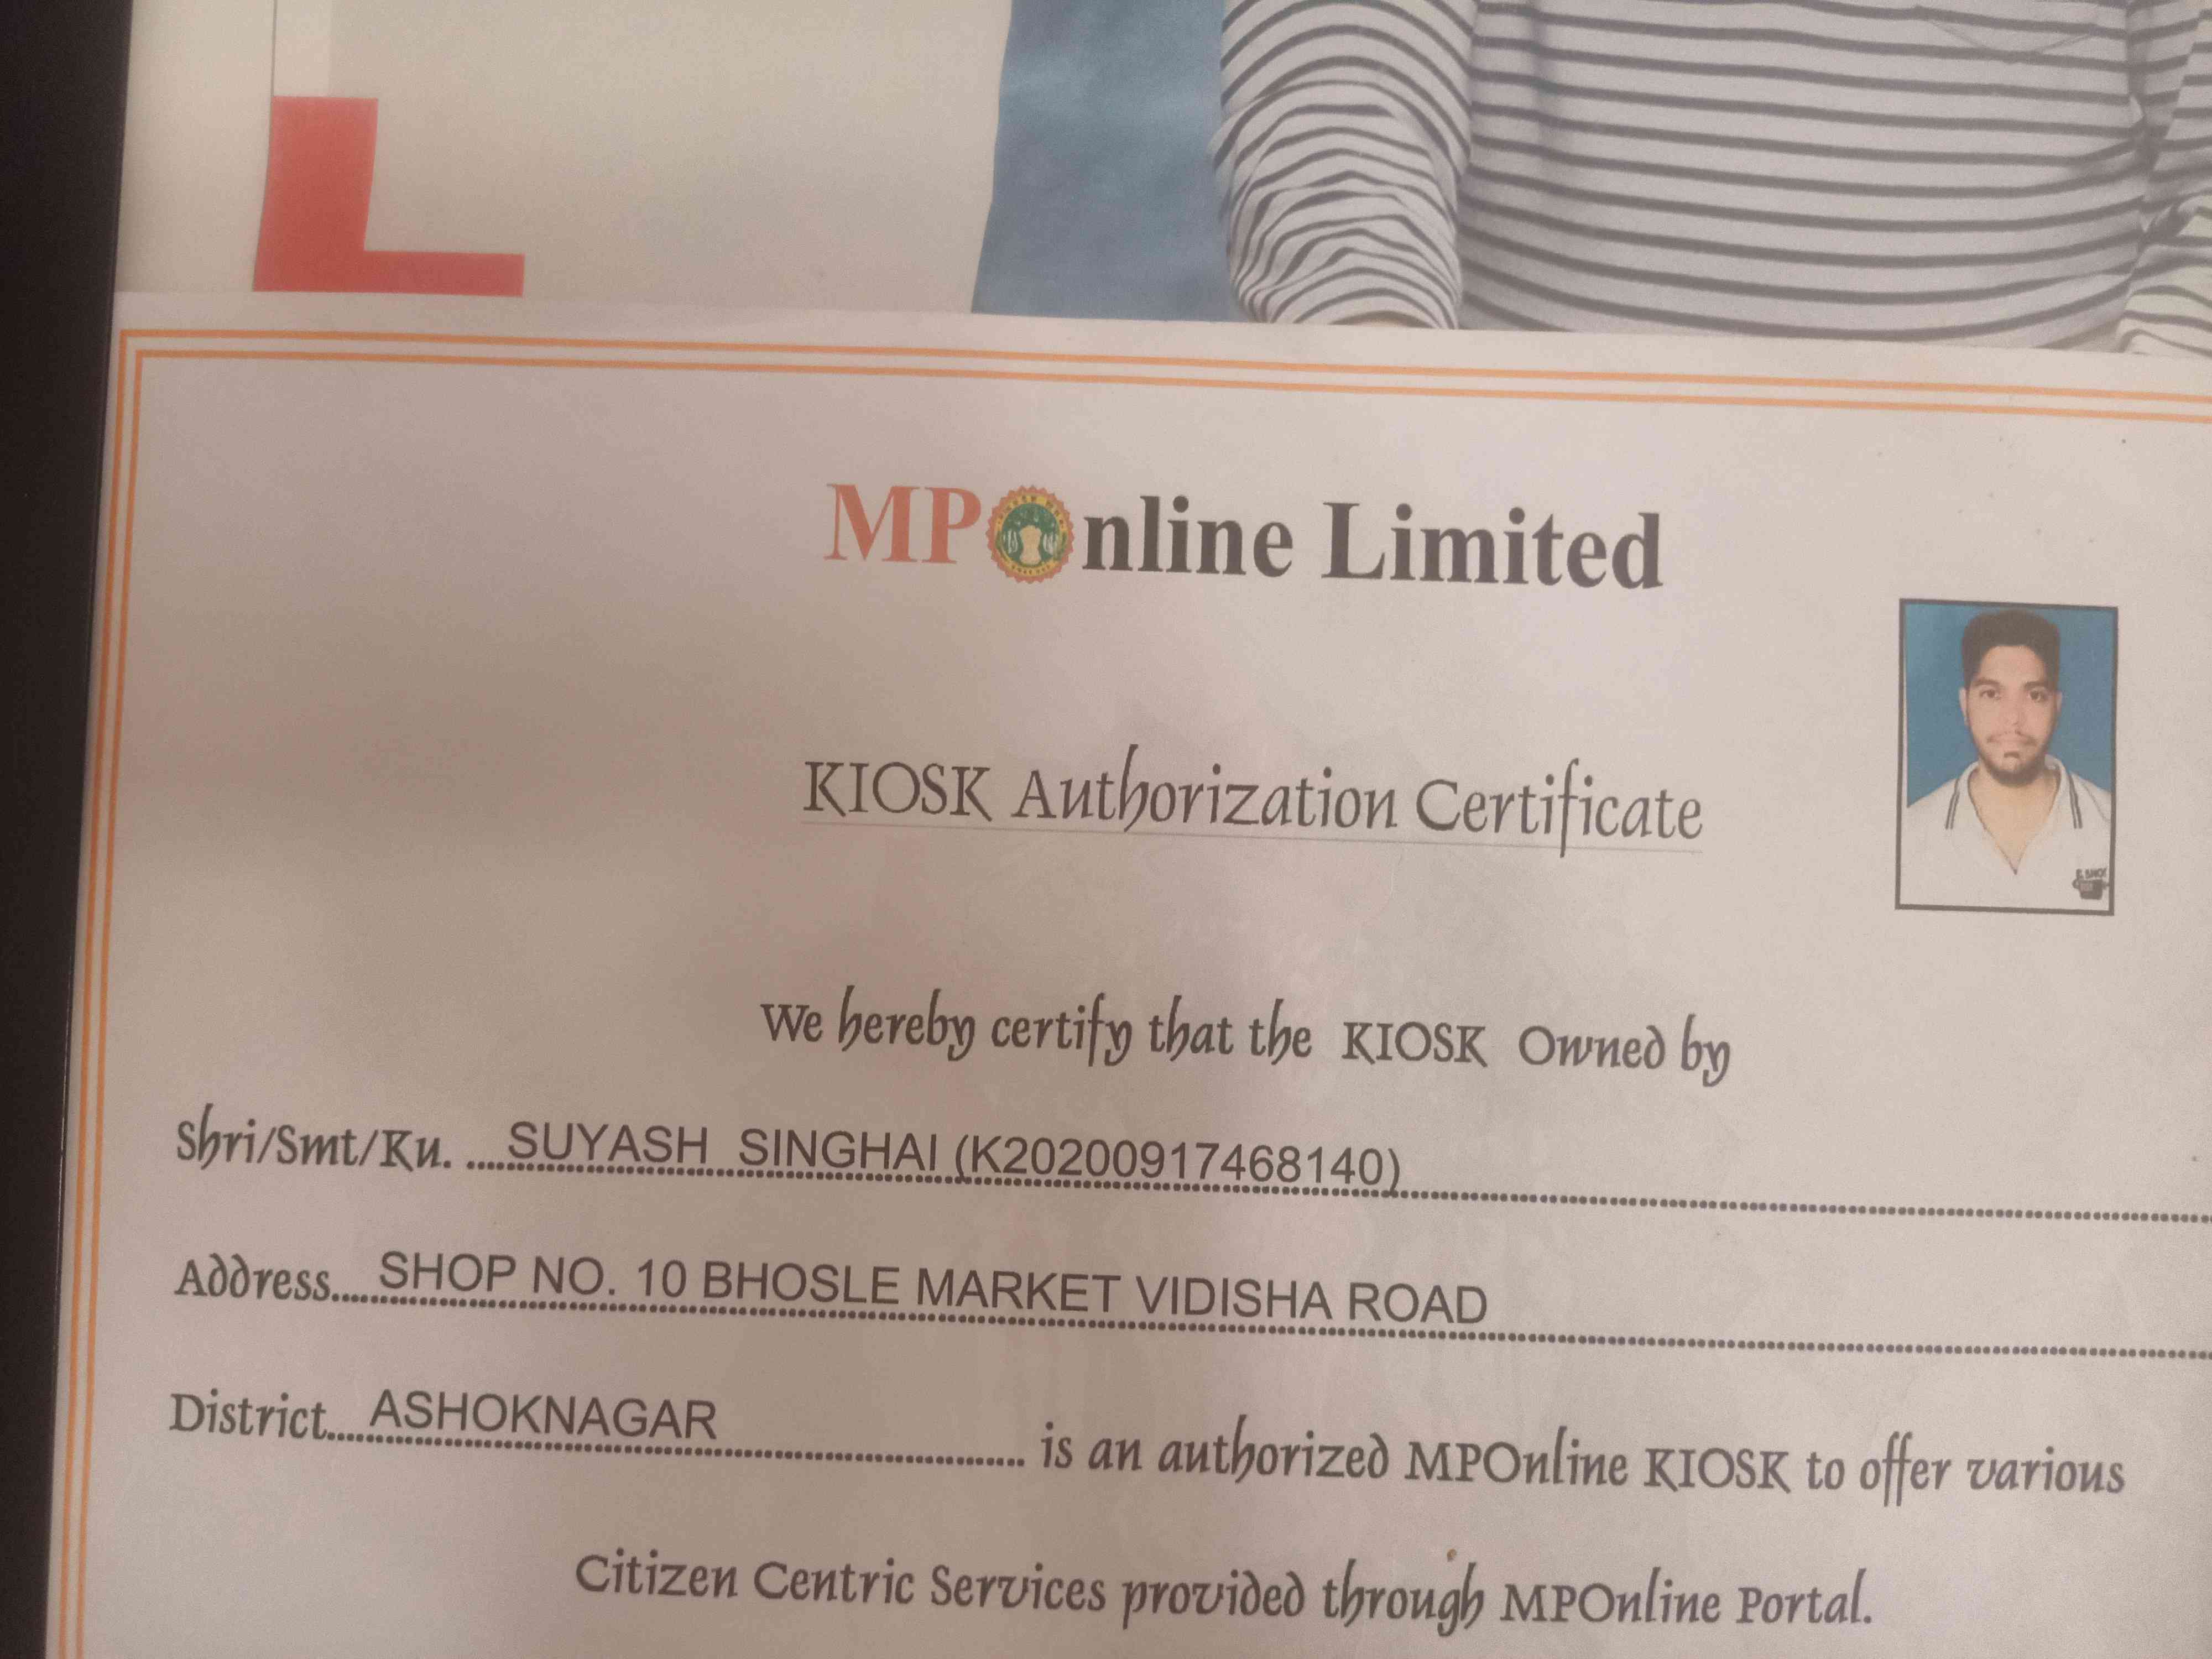 MPOnline Limited
KIOSK Authorization Certificate
We hereby certify that the KIOSK Owned by
Shri/Smt/Ku. ....SUYASH SINGHAI (K20200917468140)
Address....SHOP NO. 10 BHOSLE MARKET VIDISHA ROAD
District....ASHOKNAGAR is an authorized MPOnline KIOSK to offer various
Citizen Centric Services provided through MPOnline Portal.